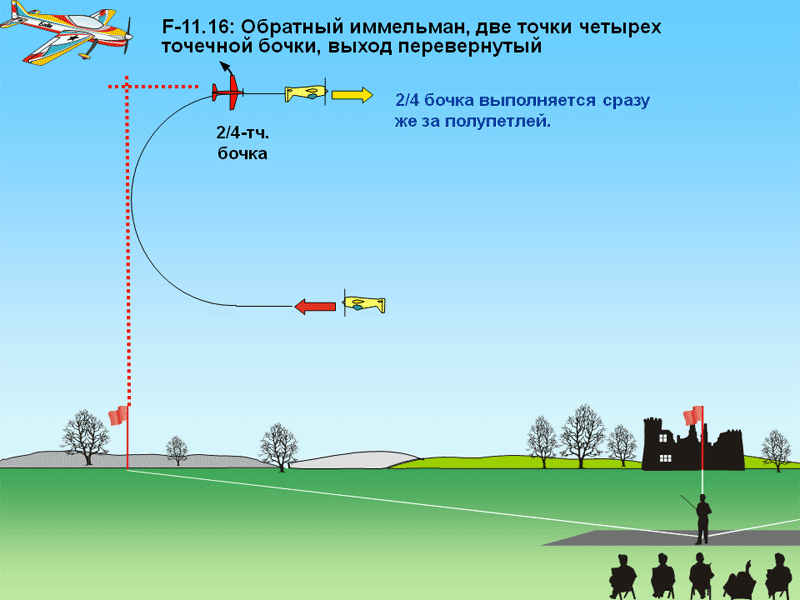 F-11.16: Обратный иммельман, две точки четырех
точечной бочки, выход перевернутый
2/4 бочка выполняется сразу
же за полупетлей.
2/4-тч.
бочка